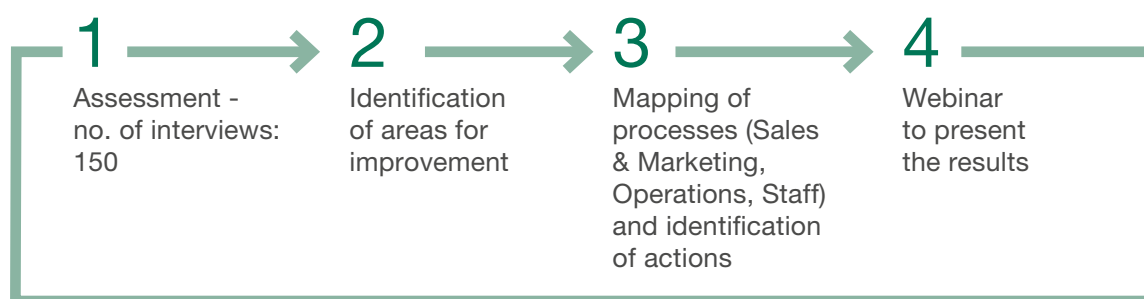 1
Assessment -
no. of interviews:
150
2
Identification
of areas for
improvement
3
Mapping of
processes (Sales
& Marketing,
Operations, Staff)
and identification
of actions
4
Webinar
to present
the results